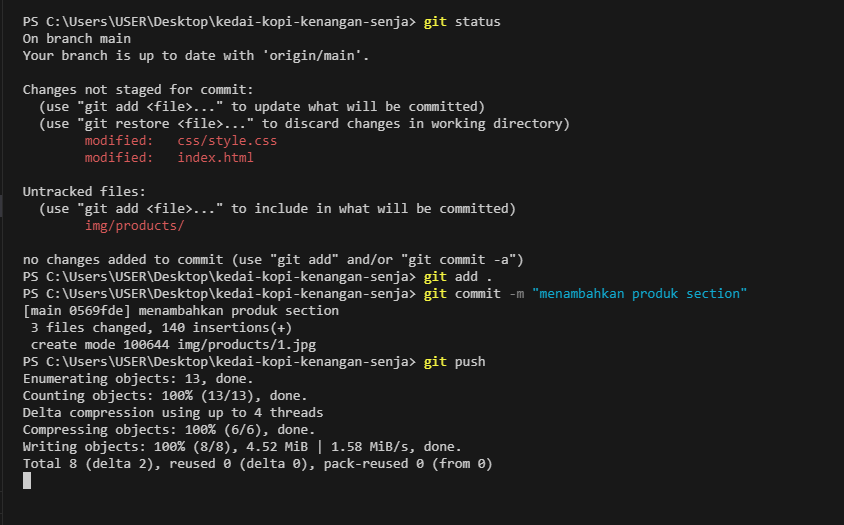 PS C:\Users\USER\Desktop\kedai-kopi-kenangan-senja> git status
On branch main
Your branch is up to date with 'origin/main'.
Changes not staged for commit:
(use "git add <file>..." to update what will be committed)
(use "git restore <file>..." to discard changes in working directory)
modified:   css/style.css
modified:   index.html
Untracked files:
(use "git add <file>..." to include in what will be committed)
img/products/
no changes added to commit (use "git add" and/or "git commit -a")
PS C:\Users\USER\Desktop\kedai-kopi-kenangan-senja> git add .
PS C:\Users\USER\Desktop\kedai-kopi-kenangan-senja> git commit -m "menambahkan produk section"
[main 0569fde] menambahkan produk section
3 files changed, 140 insertions(+)
create mode 100644 img/products/1.jpg
PS C:\Users\USER\Desktop\kedai-kopi-kenangan-senja> git push
Enumerating objects: 13, done.
Counting objects: 100% (13/13), done.
Delta compression using up to 4 threads
Compressing objects: 100% (6/6), done.
Writing objects: 100% (8/8), 4.52 MiB | 1.58 MiB/s, done.
Total 8 (delta 2), reused 0 (delta 0), pack-reused 0 (from 0)